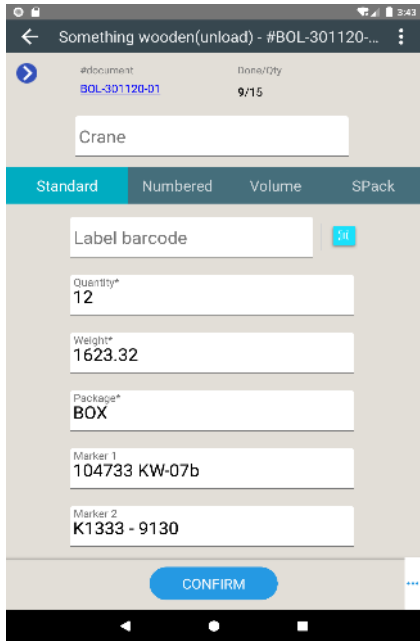 3:43
Something wooden(unload) - #BOL-301120-...
#document
Done/Qty
BOL-301120-01
9/15
Crane
Standard
Numbered
Volume
SPack
Label barcode
Quantity*
12
Weight*
1623.32
Package*
BOX
Marker 1
104733 KW-07b
Marker 2
K1333 - 9130
CONFIRM
...